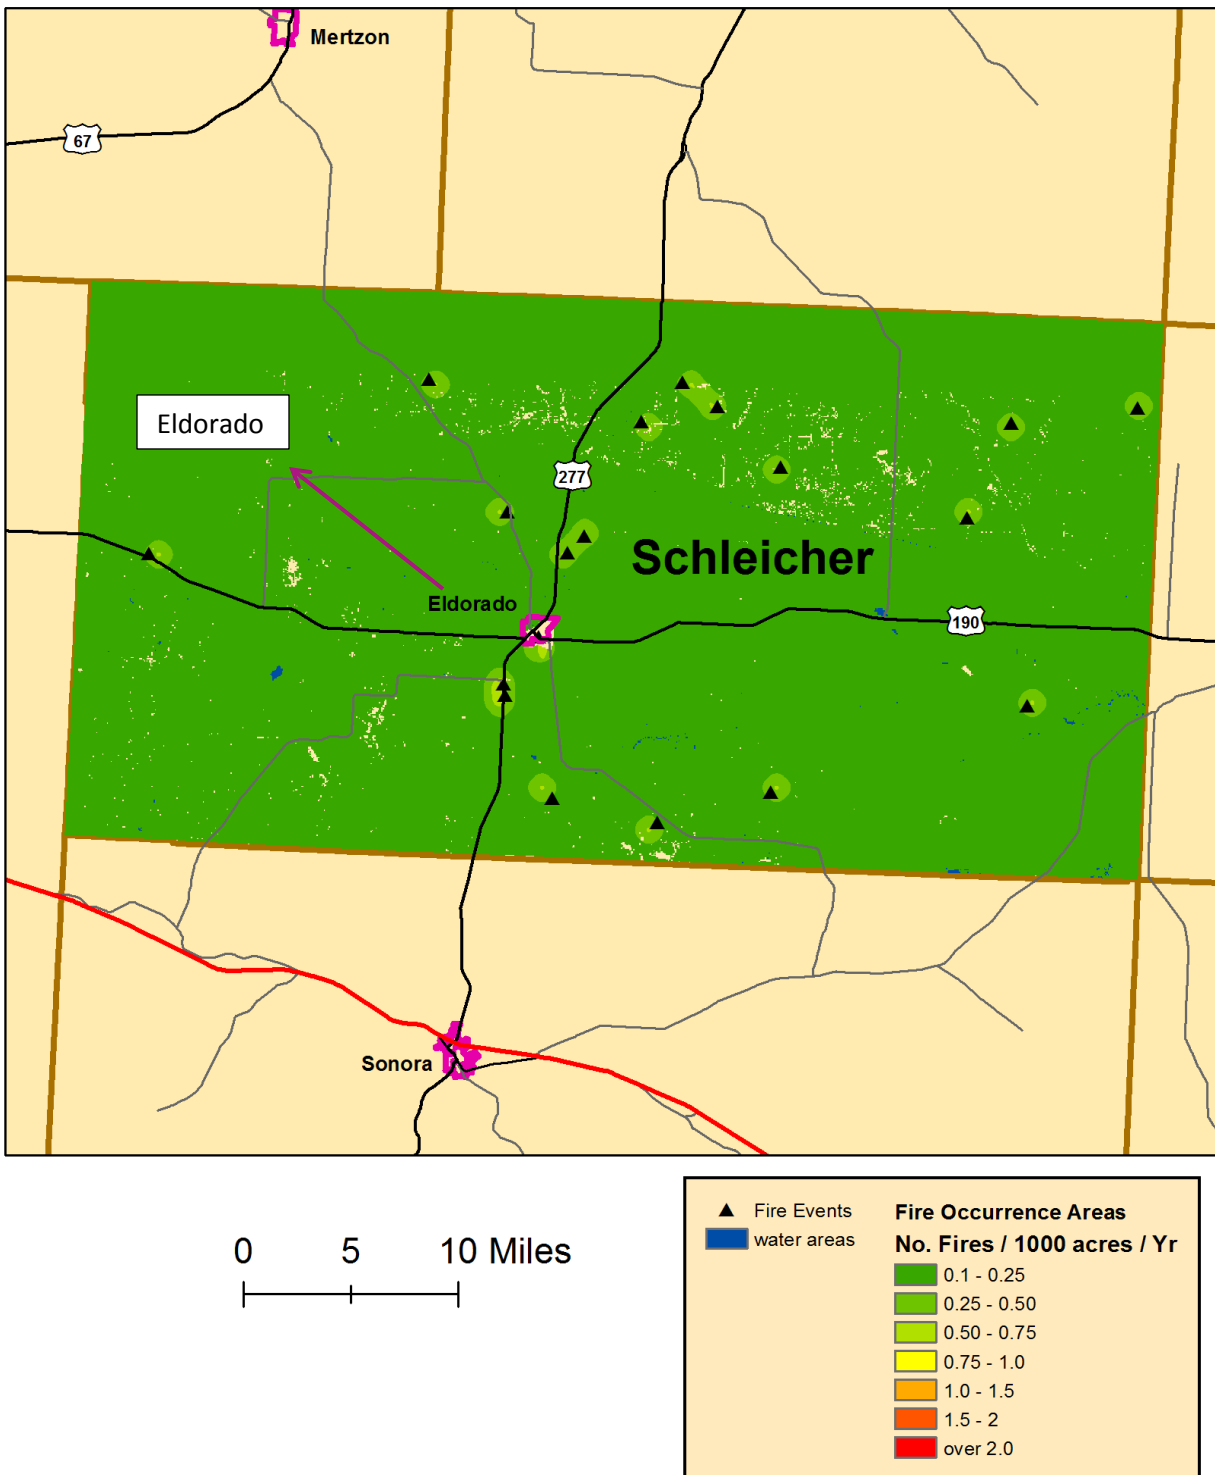 Mertzon
67
Eldorado
277
Schleicher
Eldorado
190
Sonora
0 5 10 Miles
Fire Events
water areas
Fire Occurrence Areas
No. Fires / 1000 acres / Yr
0.1 - 0.25
0.25 - 0.50
0.50 - 0.75
0.75 - 1.0
1.0 - 1.5
1.5 - 2
over 2.0